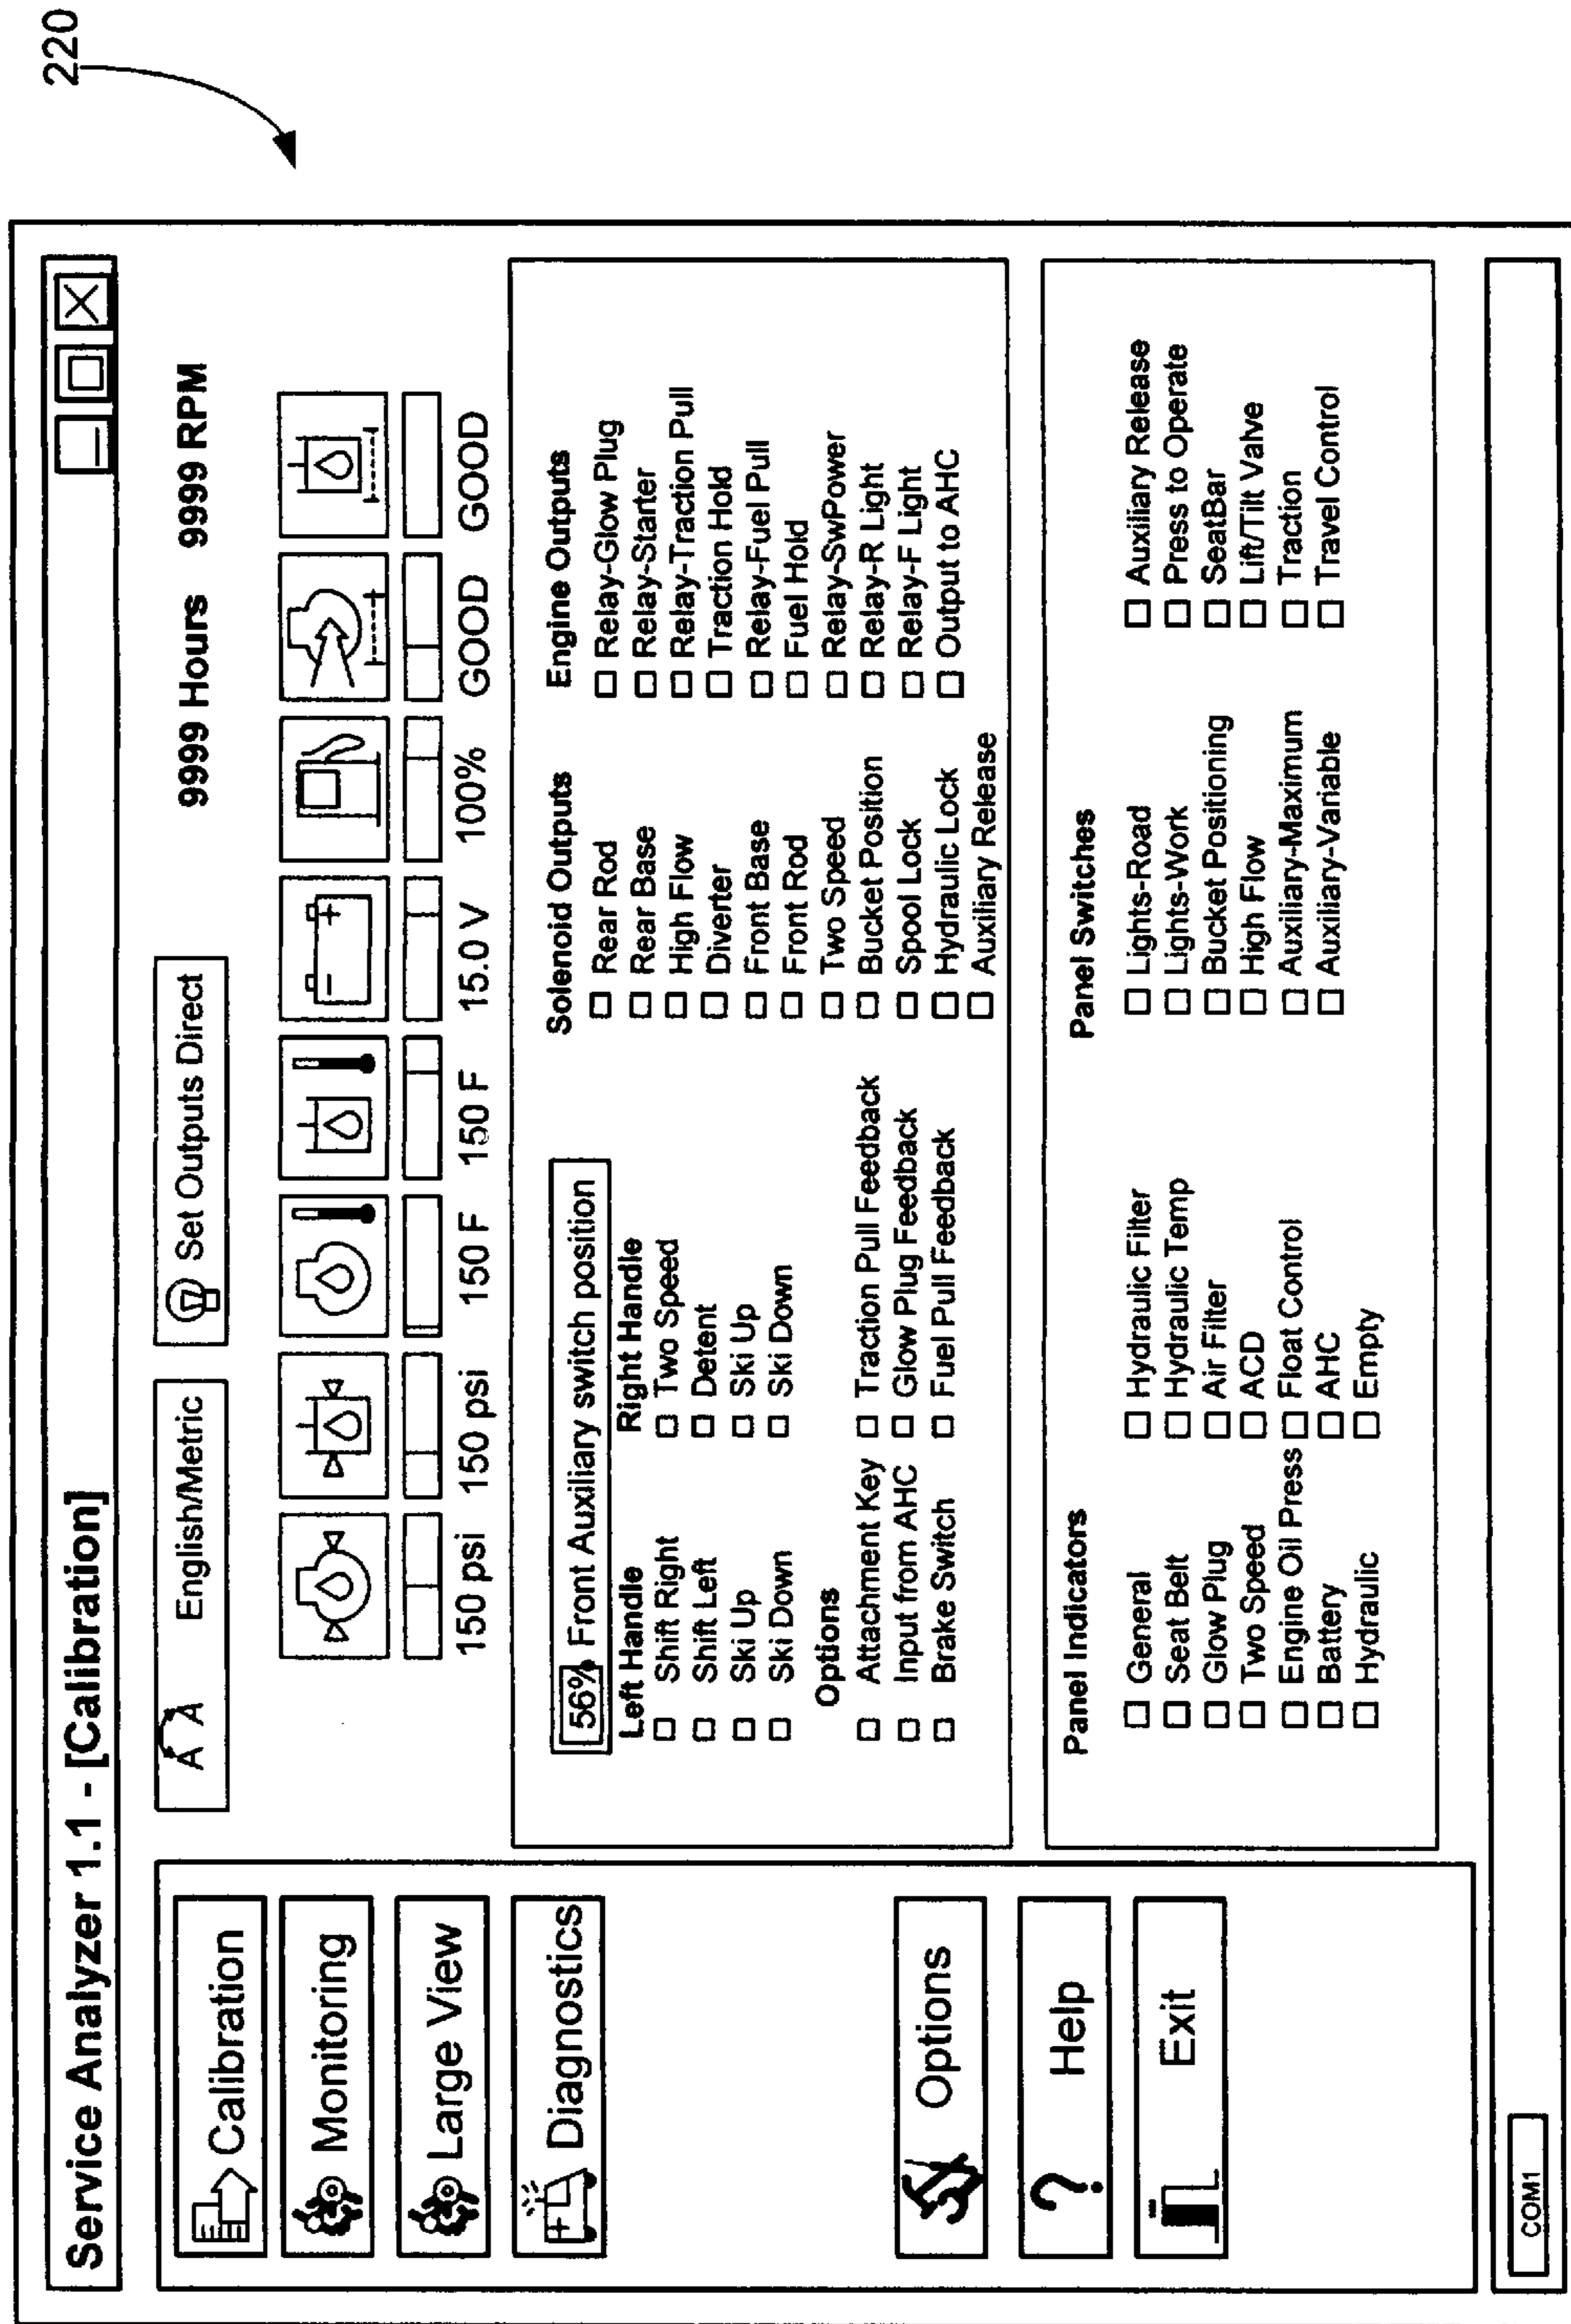 220
Service Analyzer 1.1 - [Calibration]
Calibration
Monitoring
Large View
Diagnostics
Options
Help
Exit
A A English/Metric
Set Outputs Direct
9999 Hours 9999 RPM
150 psi 150 psi 150 F 150 F 15.0 V 100% GOOD GOOD
56% Front Auxiliary switch position
Left Handle
Shift Right
Shift Left
Ski Up
Ski Down
Right Handle
Two Speed
Detent
Ski Up
Ski Down
Options
Attachment Key
Input from AHC
Brake Switch
Traction Pull Feedback
Glow Plug Feedback
Fuel Pull Feedback
Solenoid Outputs
Rear Rod
Rear Base
High Flow
Diverter
Front Base
Front Rod
Two Speed
Bucket Position
Spool Lock
Hydraulic Lock
Auxiliary Release
Engine Outputs
Relay-Glow Plug
Relay-Starter
Relay-Traction Pull
Traction Hold
Relay-Fuel Pull
Fuel Hold
Relay-SwPower
Relay-R Light
Relay-F Light
Output to AHC
Panel Indicators
General
Seat Belt
Glow Plug
Two Speed
Engine Oil Press
Battery
Hydraulic
Hydraulic Filter
Hydraulic Temp
Air Filter
ACD
Float Control
AHC
Empty
Panel Switches
Lights-Road
Lights-Work
Bucket Positioning
High Flow
Auxiliary-Maximum
Auxiliary-Variable
Auxiliary Release
Press to Operate
SeatBar
Lift/Tilt Valve
Traction
Travel Control
COM1